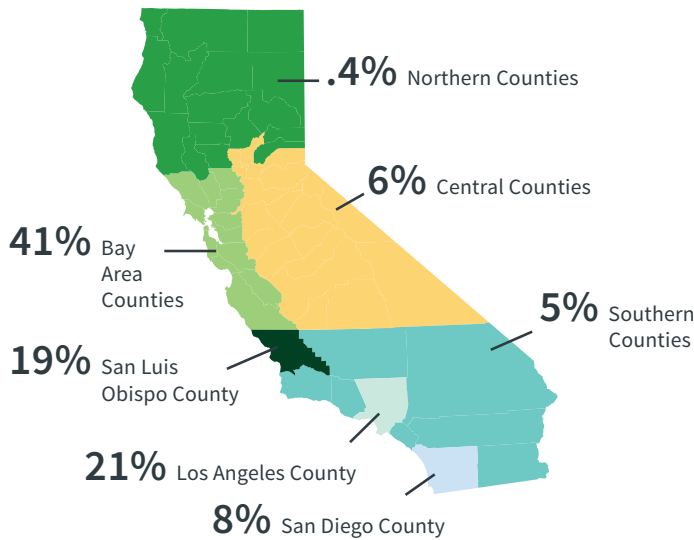 .4% Northern Counties
6% Central Counties
41% Bay
Area
Counties
5% Southern
Counties
19% San Luis
Obispo County
21% Los Angeles County
8% San Diego County